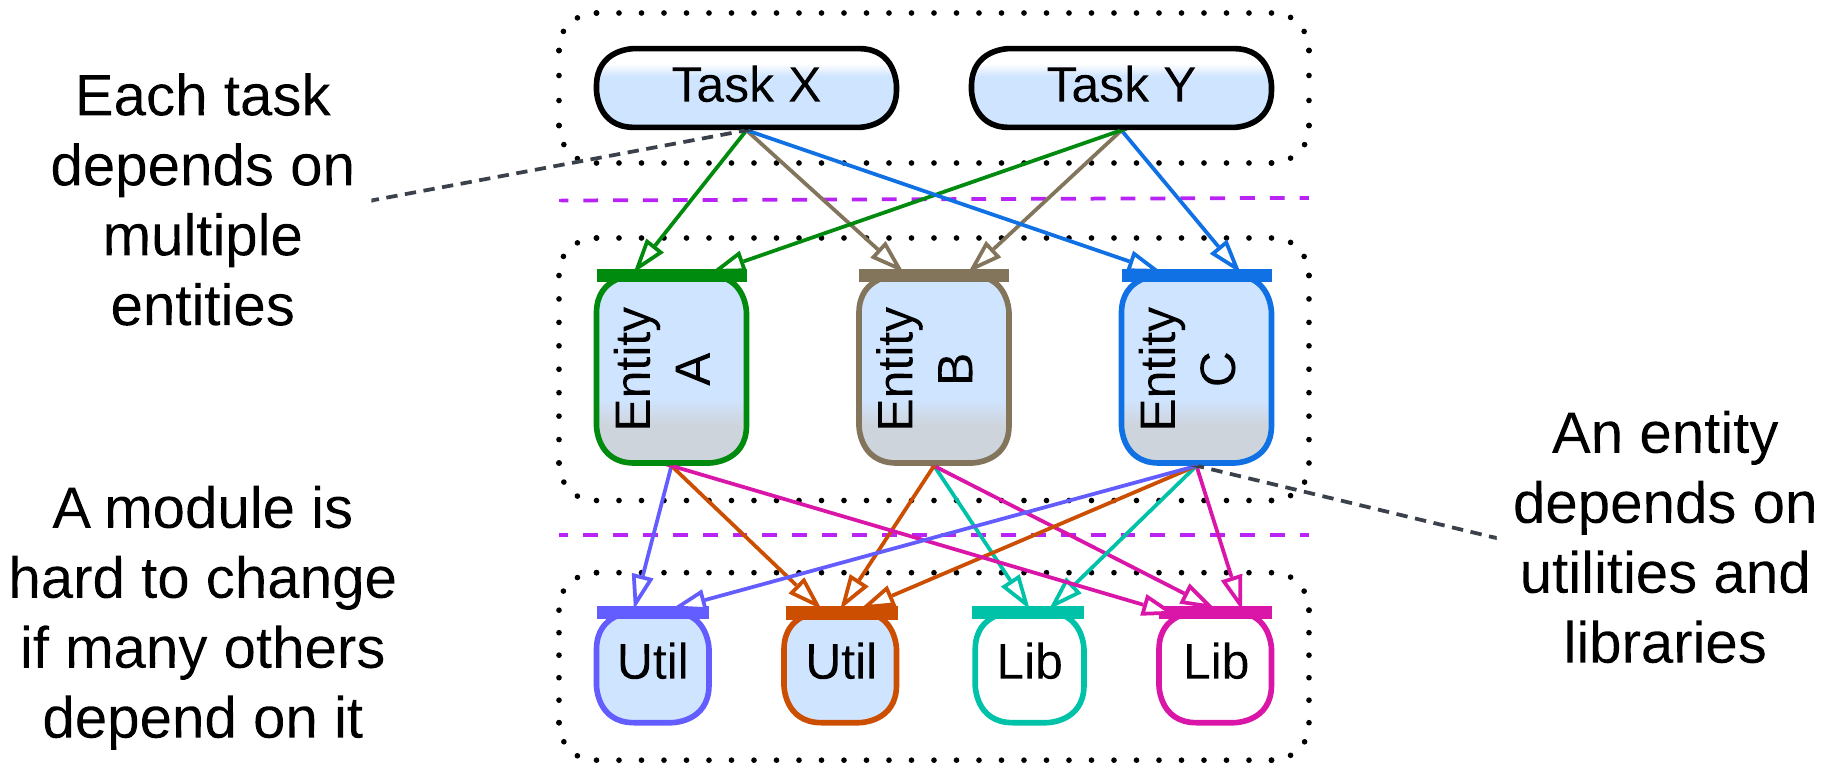 Each task
depends on
multiple
entities
Task X
Task Y
Entity
A
Entity
B
Entity
C
A module is
hard to change
if many others
depend on it
An entity
depends on
utilities and
libraries
Util
Util
Lib
Lib